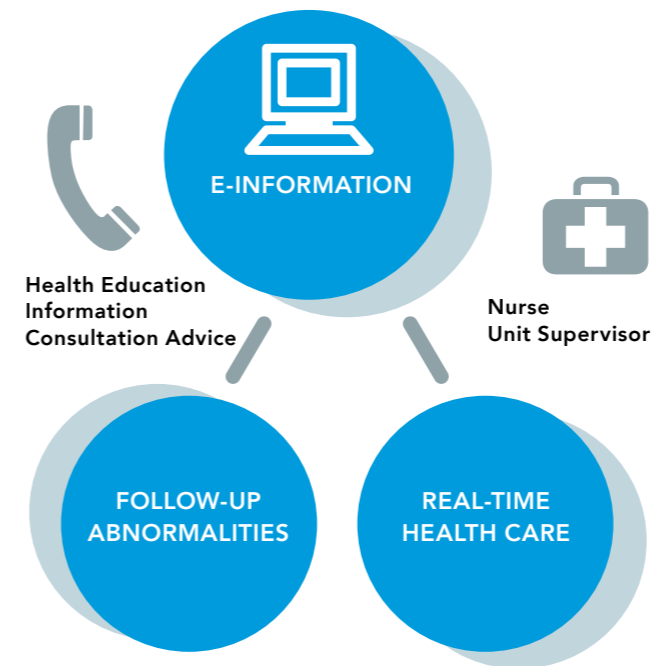 E-INFORMATION
Health Education
Information
Consultation Advice
Nurse
Unit Supervisor
FOLLOW-UP
ABNORMALITIES
REAL-TIME
HEALTH CARE